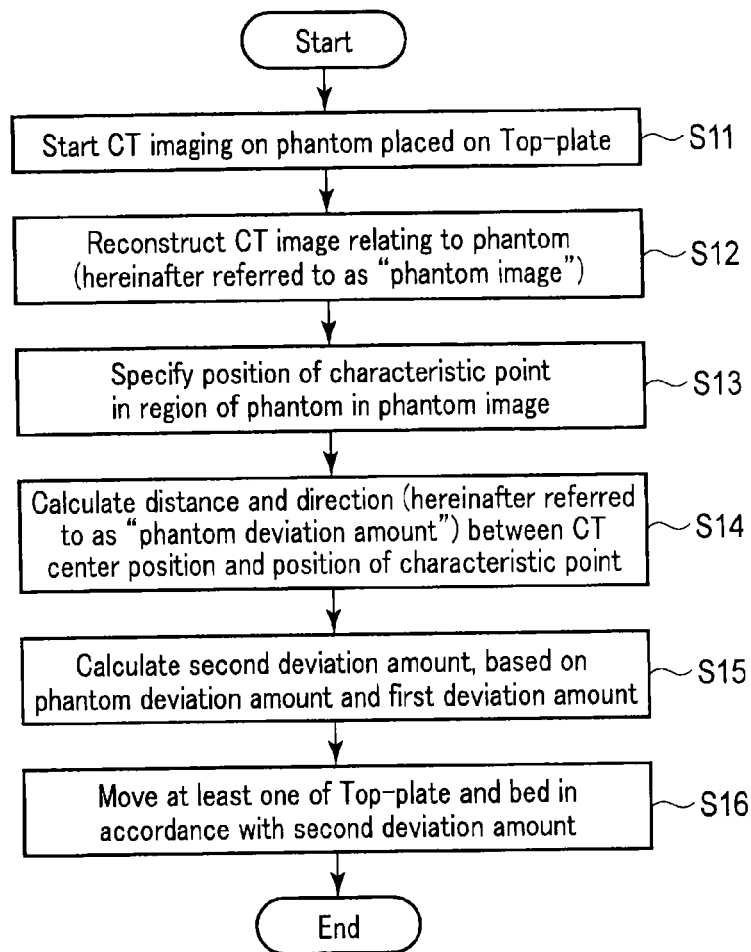 Start
Start CT imaging on phantom placed on Top-plate
S11
Reconstruct CT image relating to phantom
(hereinafter referred to as “phantom image”)
S12
Specify position of characteristic point
in region of phantom in phantom image
S13
Calculate distance and direction (hereinafter referred
to as “phantom deviation amount”) between CT
center position and position of characteristic point
S14
Calculate second deviation amount, based on
phantom deviation amount and first deviation amount
S15
Move at least one of Top-plate and bed in
accordance with second deviation amount
S16
End